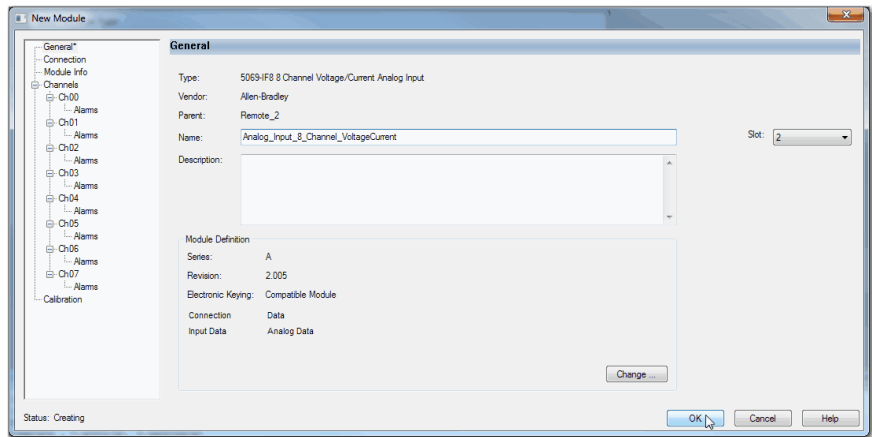 New Module
General*
Connection
Module Info
Channels
Ch00
Alarms
Ch01
Alarms
Ch02
Alarms
Ch03
Alarms
Ch04
Alarms
Ch05
Alarms
Ch06
Alarms
Ch07
Alarms
Calibration
General
Type: 5069-IF8 8 Channel Voltage/Current Analog Input
Vendor: Allen-Bradley
Parent: Remote_2
Name: Analog_Input_8_Channel_VoltageCurrent Slot: 2
Description:
Module Definition
Series: A
Revision: 2.005
Electronic Keying: Compatible Module
Connection Data
Input Data Analog Data
Change ...
Status: Creating
OK Cancel Help